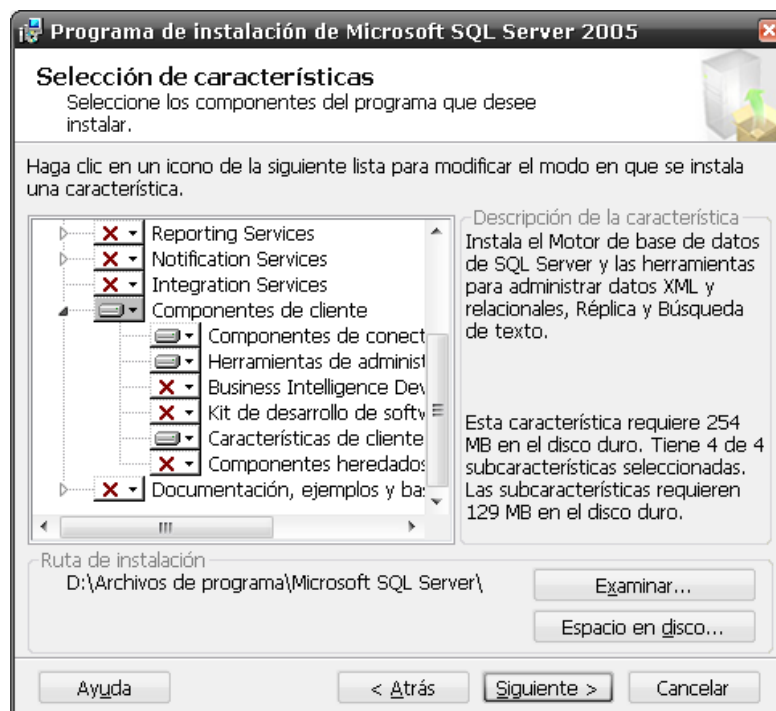 Programa de instalación de Microsoft SQL Server 2005
Selección de características
Seleccione los componentes del programa que desee
instalar.
Haga clic en un icono de la siguiente lista para modificar el modo en que se instala
una característica.
Reporting Services
Notification Services
Integration Services
Componentes de cliente
Componentes de conect
Herramientas de administ
Business Intelligence Dev
Kit de desarrollo de softw
Características de cliente
Componentes heredados
Documentación, ejemplos y bas
Descripción de la característica
Instala el Motor de base de datos
de SQL Server y las herramientas
para administrar datos XML y
relacionales, Réplica y Búsqueda
de texto.
Esta característica requiere 254
MB en el disco duro. Tiene 4 de 4
subcaracterísticas seleccionadas.
Las subcaracterísticas requieren
129 MB en el disco duro.
Ruta de instalación
D:\Archivos de programa\Microsoft SQL Server\
Examinar...
Espacio en disco...
Ayuda
< Atrás
Siguiente >
Cancelar